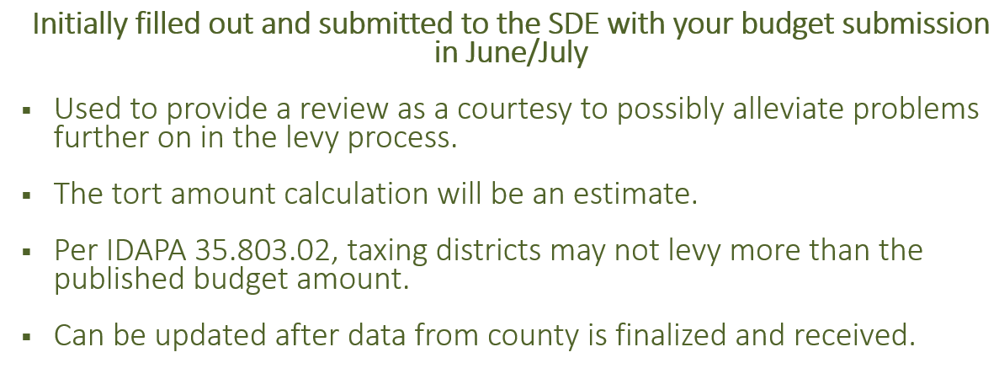 Initially filled out and submitted to the SDE with your budget submission
in June/July
▪ Used to provide a review as a courtesy to possibly alleviate problems
further on in the levy process.
▪ The tort amount calculation will be an estimate.
▪ Per IDAPA 35.803.02, taxing districts may not levy more than the
published budget amount.
▪ Can be updated after data from county is finalized and received.